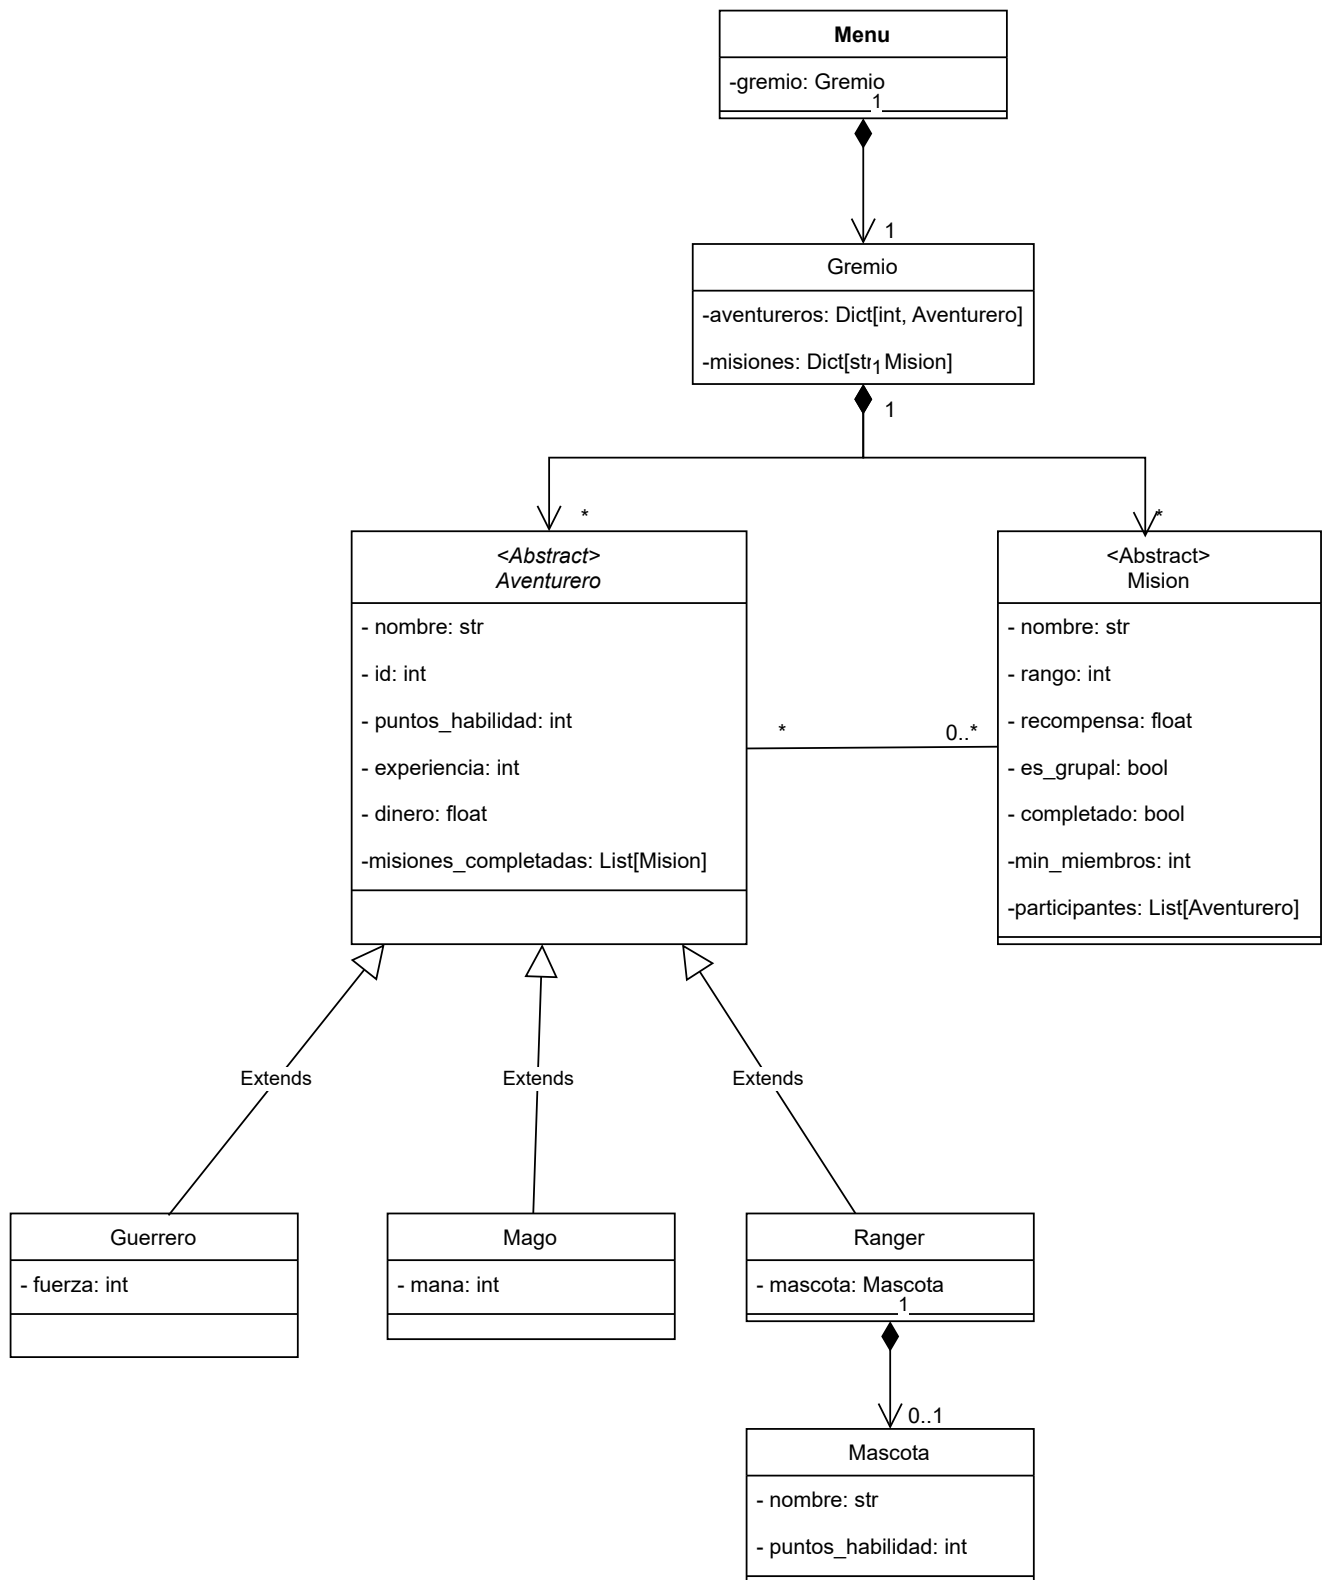 Menu
-gremio: Gremio
1
1
Gremio
-aventureros: Dict[int, Aventurero]
-misiones: Dict[str, Mision]
1
1
*
*
<Abstract>
Aventurero
- nombre: str
- id: int
- puntos_habilidad: int
- experiencia: int
- dinero: float
-misiones_completadas: List[Mision]
*
0..*
<Abstract>
Mision
- nombre: str
- rango: int
- recompensa: float
- es_grupal: bool
- completado: bool
-min_miembros: int
-participantes: List[Aventurero]
Extends
Extends
Extends
Guerrero
- fuerza: int
Mago
- mana: int
Ranger
- mascota: Mascota
1
0..1
Mascota
- nombre: str
- puntos_habilidad: int